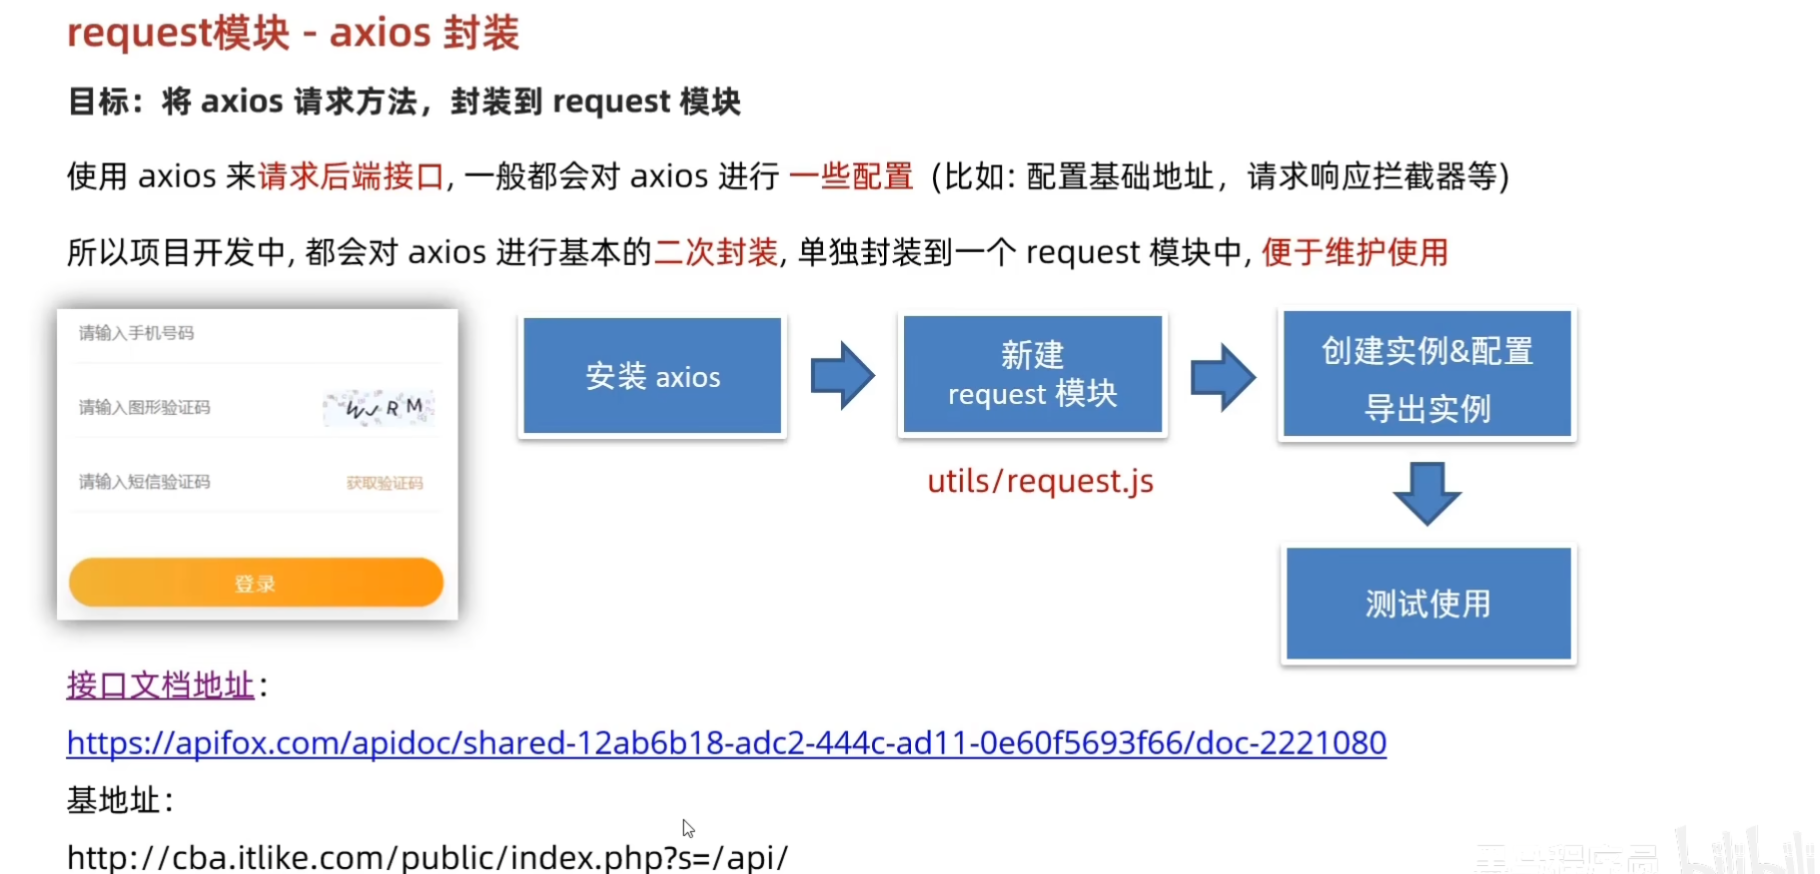 request模块 - axios 封装
目标：将 axios 请求方法，封装到 request 模块
使用 axios 来请求后端接口, 一般都会对 axios 进行 一些配置 (比如: 配置基础地址，请求响应拦截器等)
所以项目开发中, 都会对 axios 进行基本的二次封装, 单独封装到一个 request 模块中, 便于维护使用
请输入手机号码
请输入图形验证码
WJRM
请输入短信验证码 获取验证码
登录
安装 axios
新建
request 模块
utils/request.js
创建实例&配置
导出实例
测试使用
接口文档地址：
https://apifox.com/apidoc/shared-12ab6b18-adc2-444c-ad11-0e60f5693f66/doc-2221080
基地址：
http://cba.itlike.com/public/index.php?s=/api/
黑马程序员 bilibili